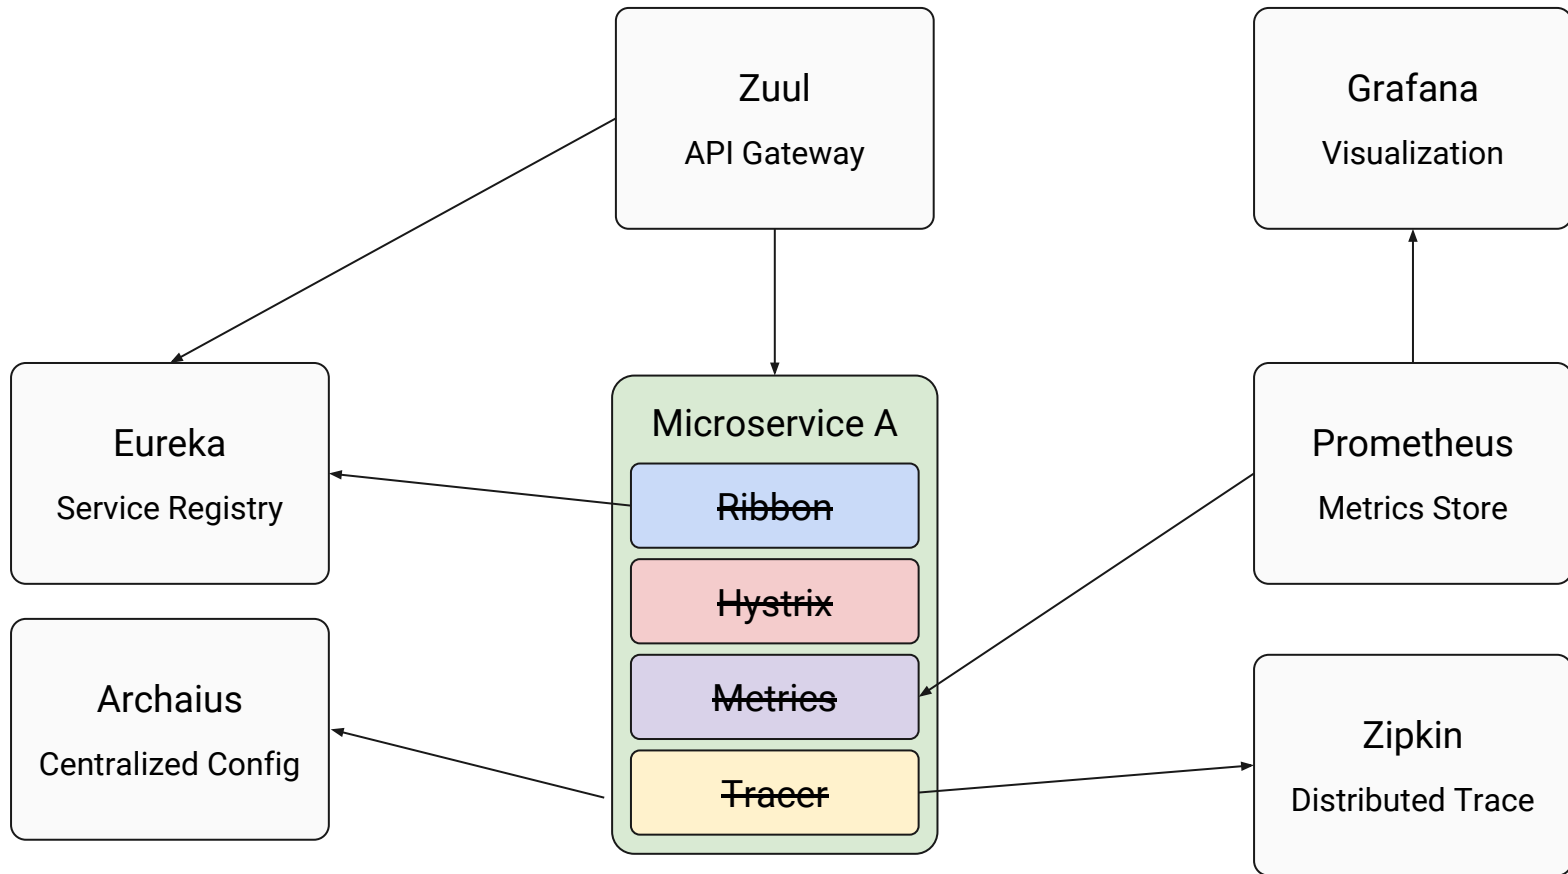 Zuul
API Gateway
Grafana
Visualization
Eureka
Service Registry
Microservice A
Ribbon
Hystrix
Metrics
Tracer
Prometheus
Metrics Store
Archaius
Centralized Config
Zipkin
Distributed Trace